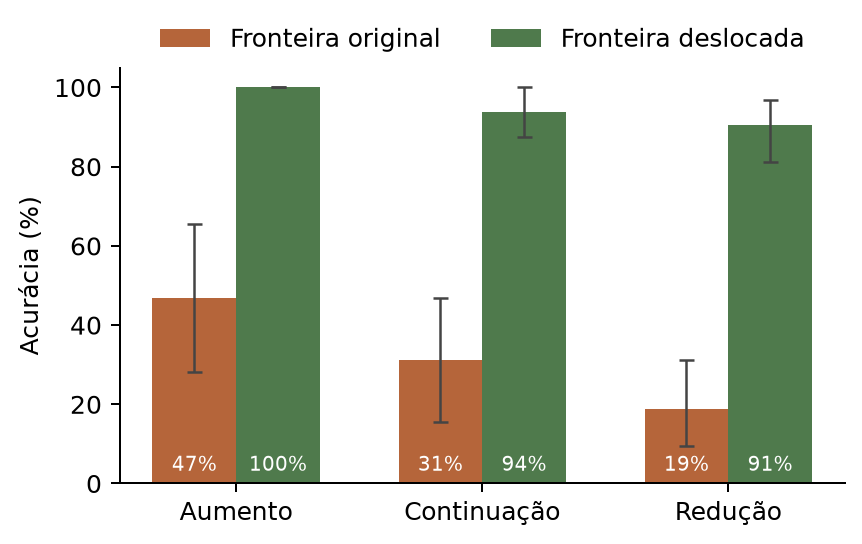 Fronteira original Fronteira deslocada
Acurácia (%)
100
80
60
40
20
0
47% 100% 31% 94% 19% 91%
Aumento Continuação Redução